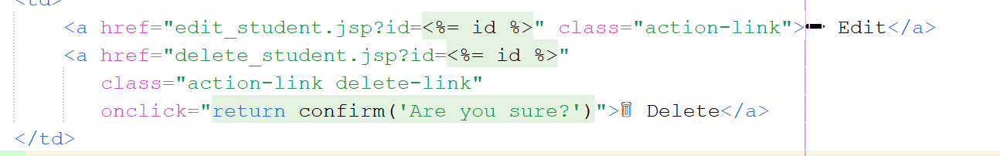 <td>
<a href="edit_student.jsp?id=<%= id %>" class="action-link">✏ Edit</a>
<a href="delete_student.jsp?id=<%= id %>"
class="action-link delete-link"
onclick="return confirm('Are you sure?')">🗑 Delete</a>
</td>